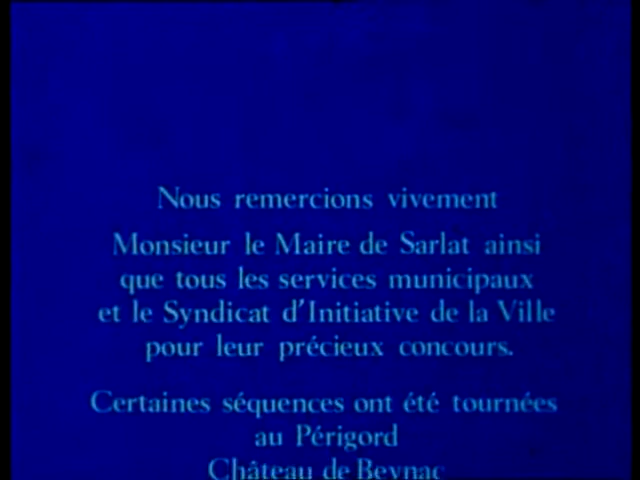 Nous remercions vivement
Monsieur le Maire de Sarlat ainsi
que tous les services municipaux
et le Syndicat d'Initiative de la Ville
pour leur précieux concours.
Certaines séquences ont été tournées
au Périgord
Château de Beynac